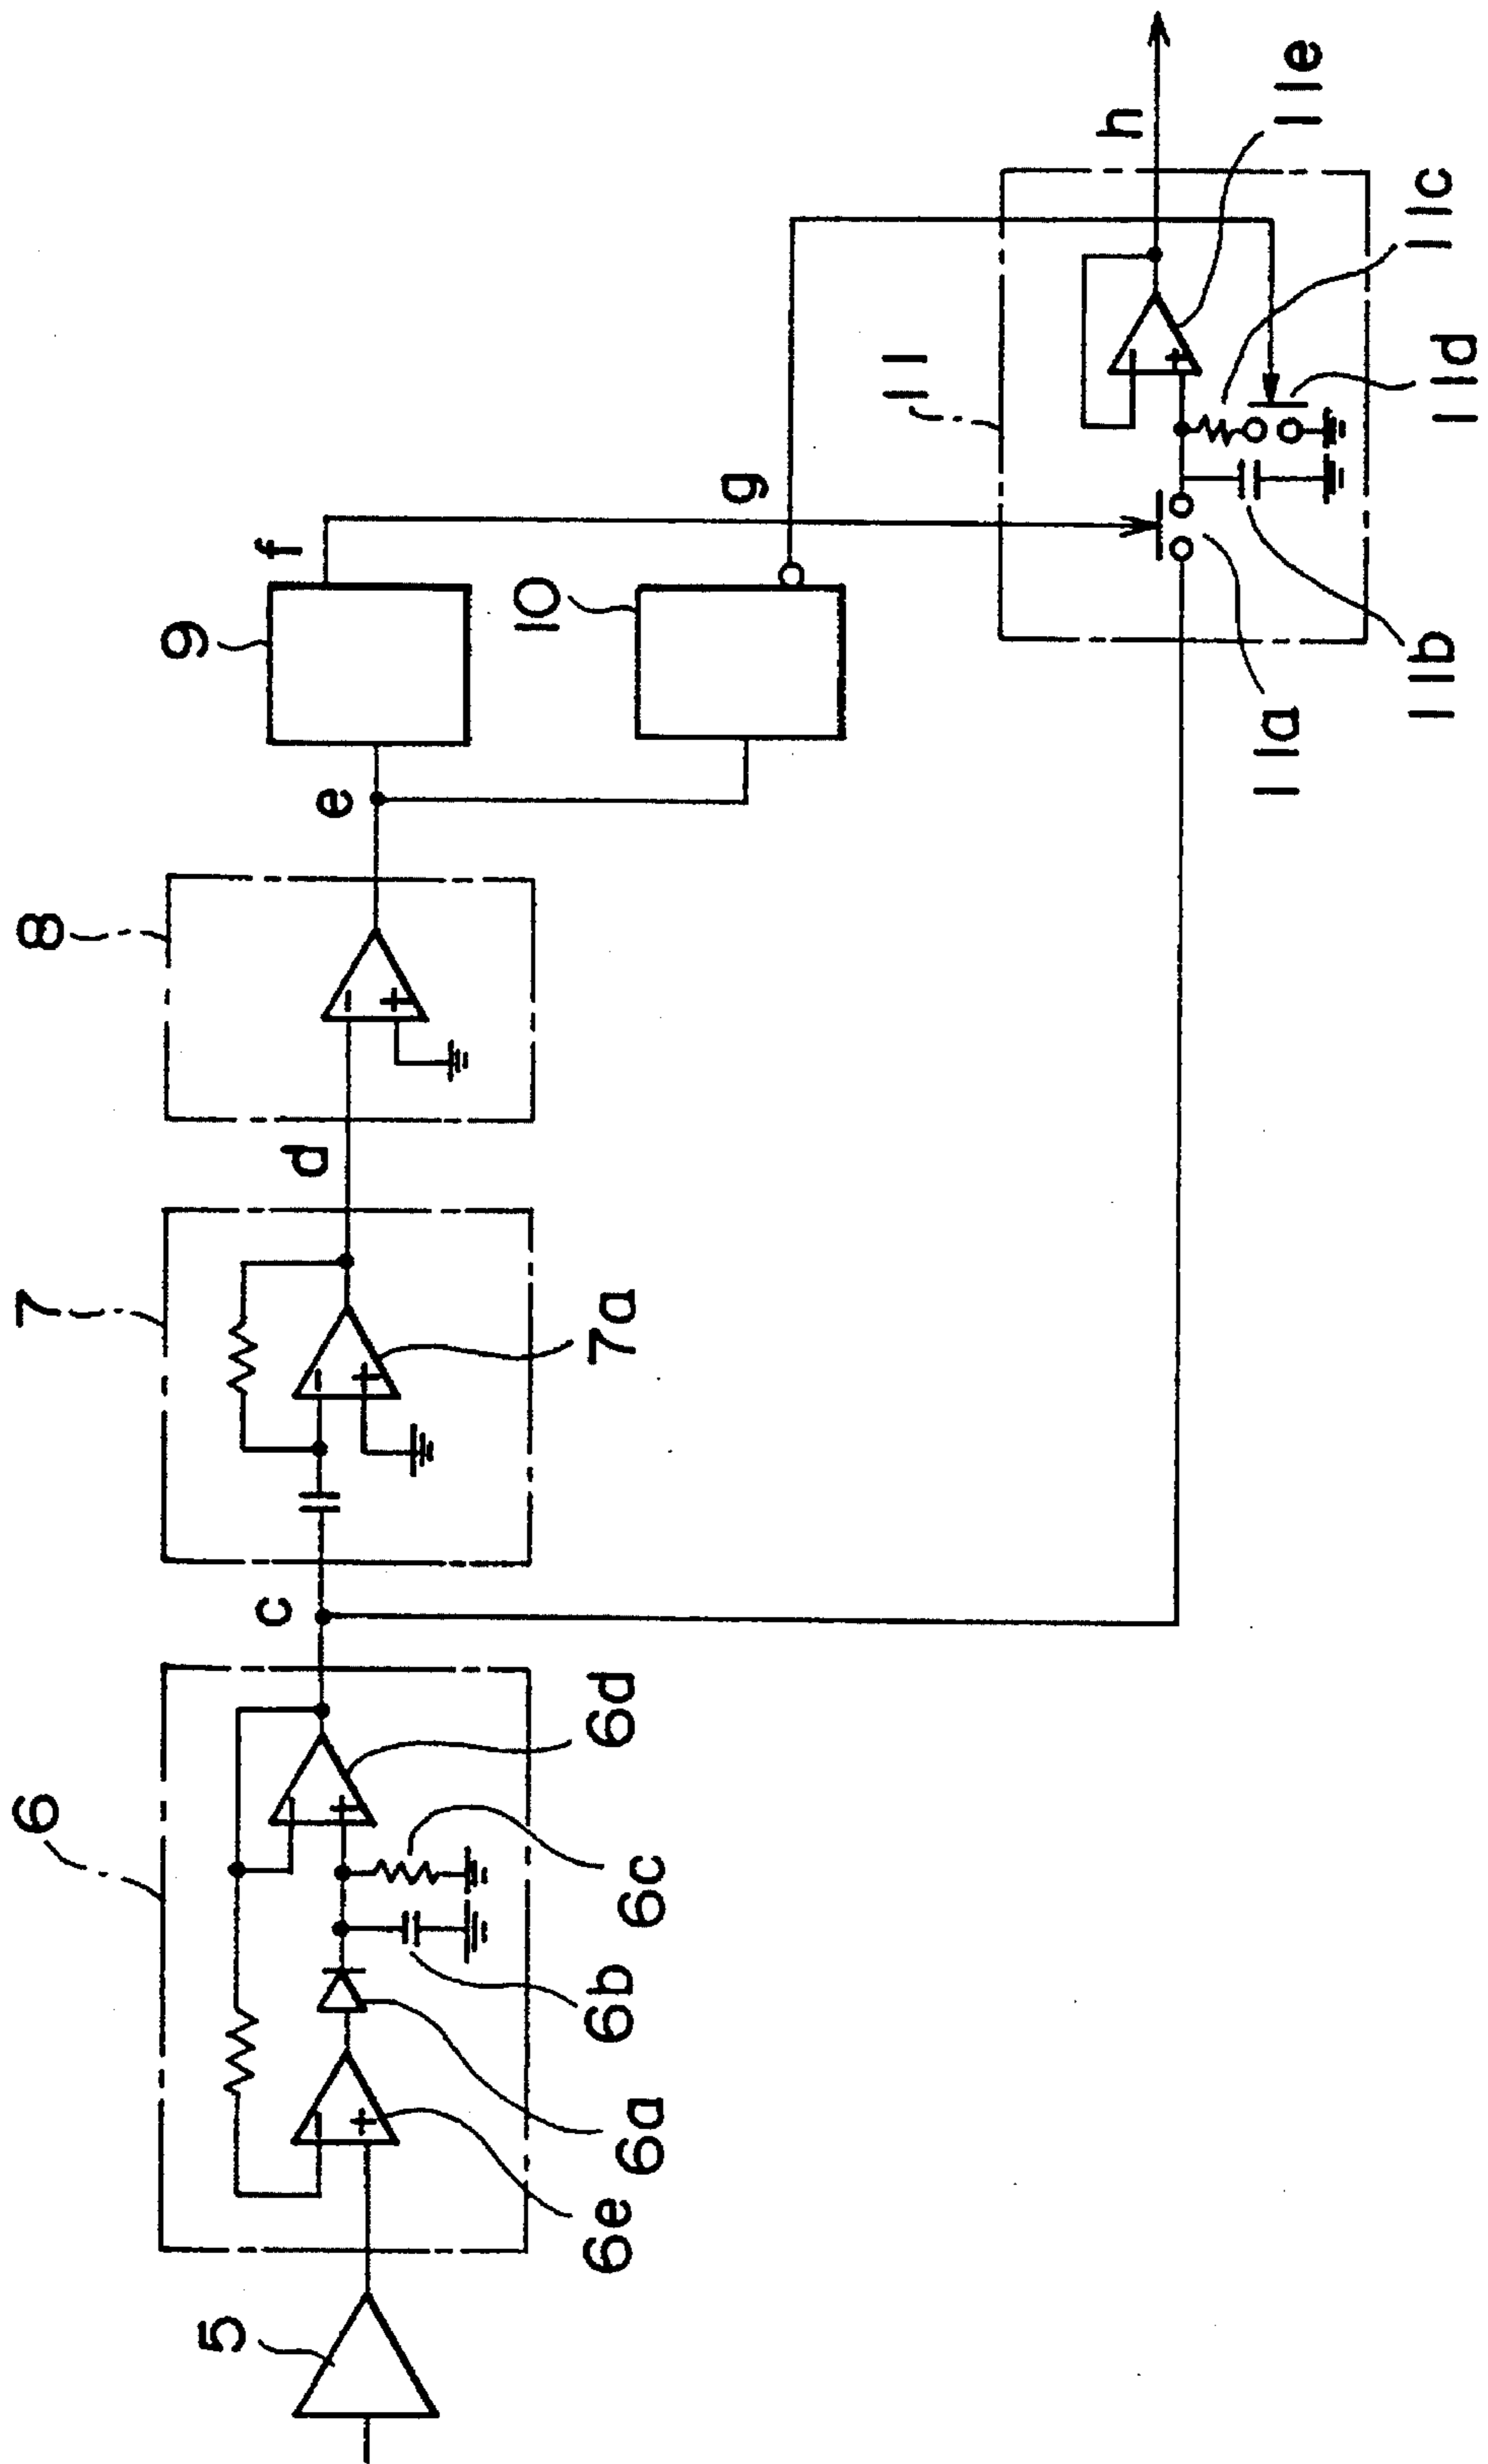 5
6
6e
6a
6b
6c
6d
c
7
7a
d
8
e
9
f
10
g
11
11a
11b
11c
11d
11e
h
- +
- +
- +
- +
- +